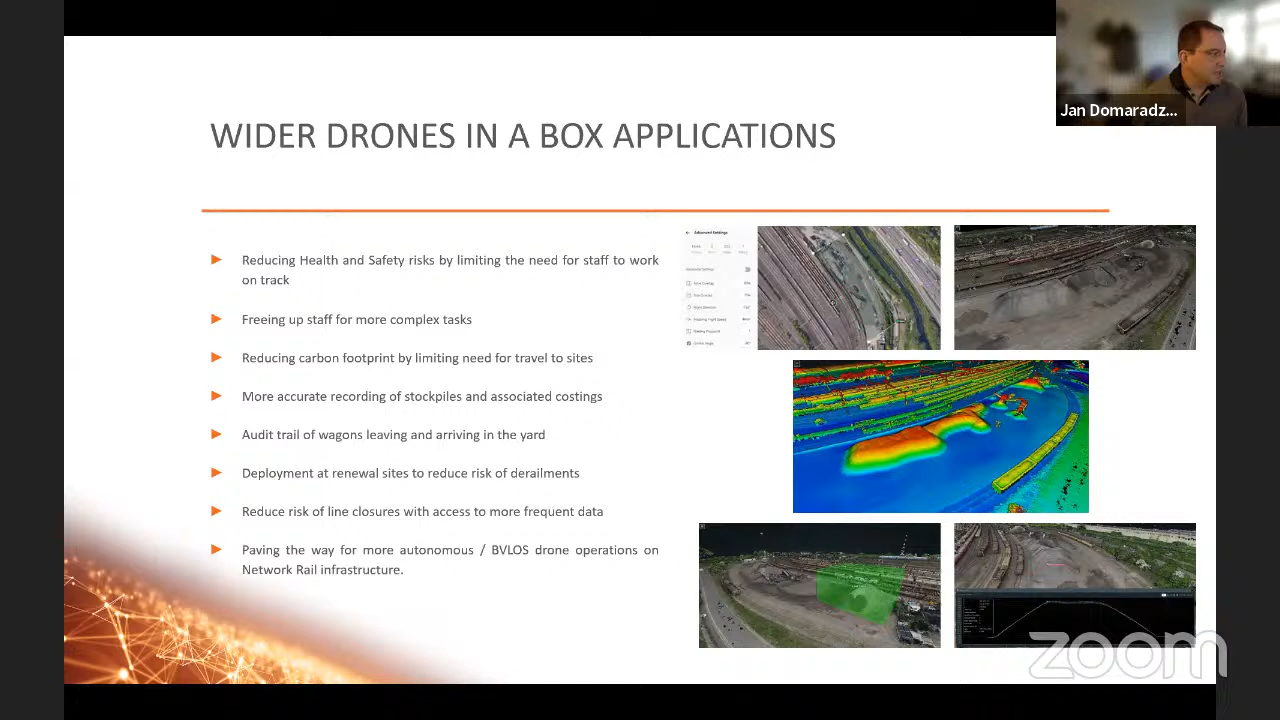 Jan Domaradz...
WIDER DRONES IN A BOX APPLICATIONS
Reducing Health and Safety risks by limiting the need for staff to work
on track
Freeing up staff for more complex tasks
Reducing carbon footprint by limiting need for travel to sites
More accurate recording of stockpiles and associated costings
Audit trail of wagons leaving and arriving in the yard
Deployment at renewal sites to reduce risk of derailments
Reduce risk of line closures with access to more frequent data
Paving the way for more autonomous / BVLOS drone operations on
Network Rail infrastructure.
Advanced Settings
zoom